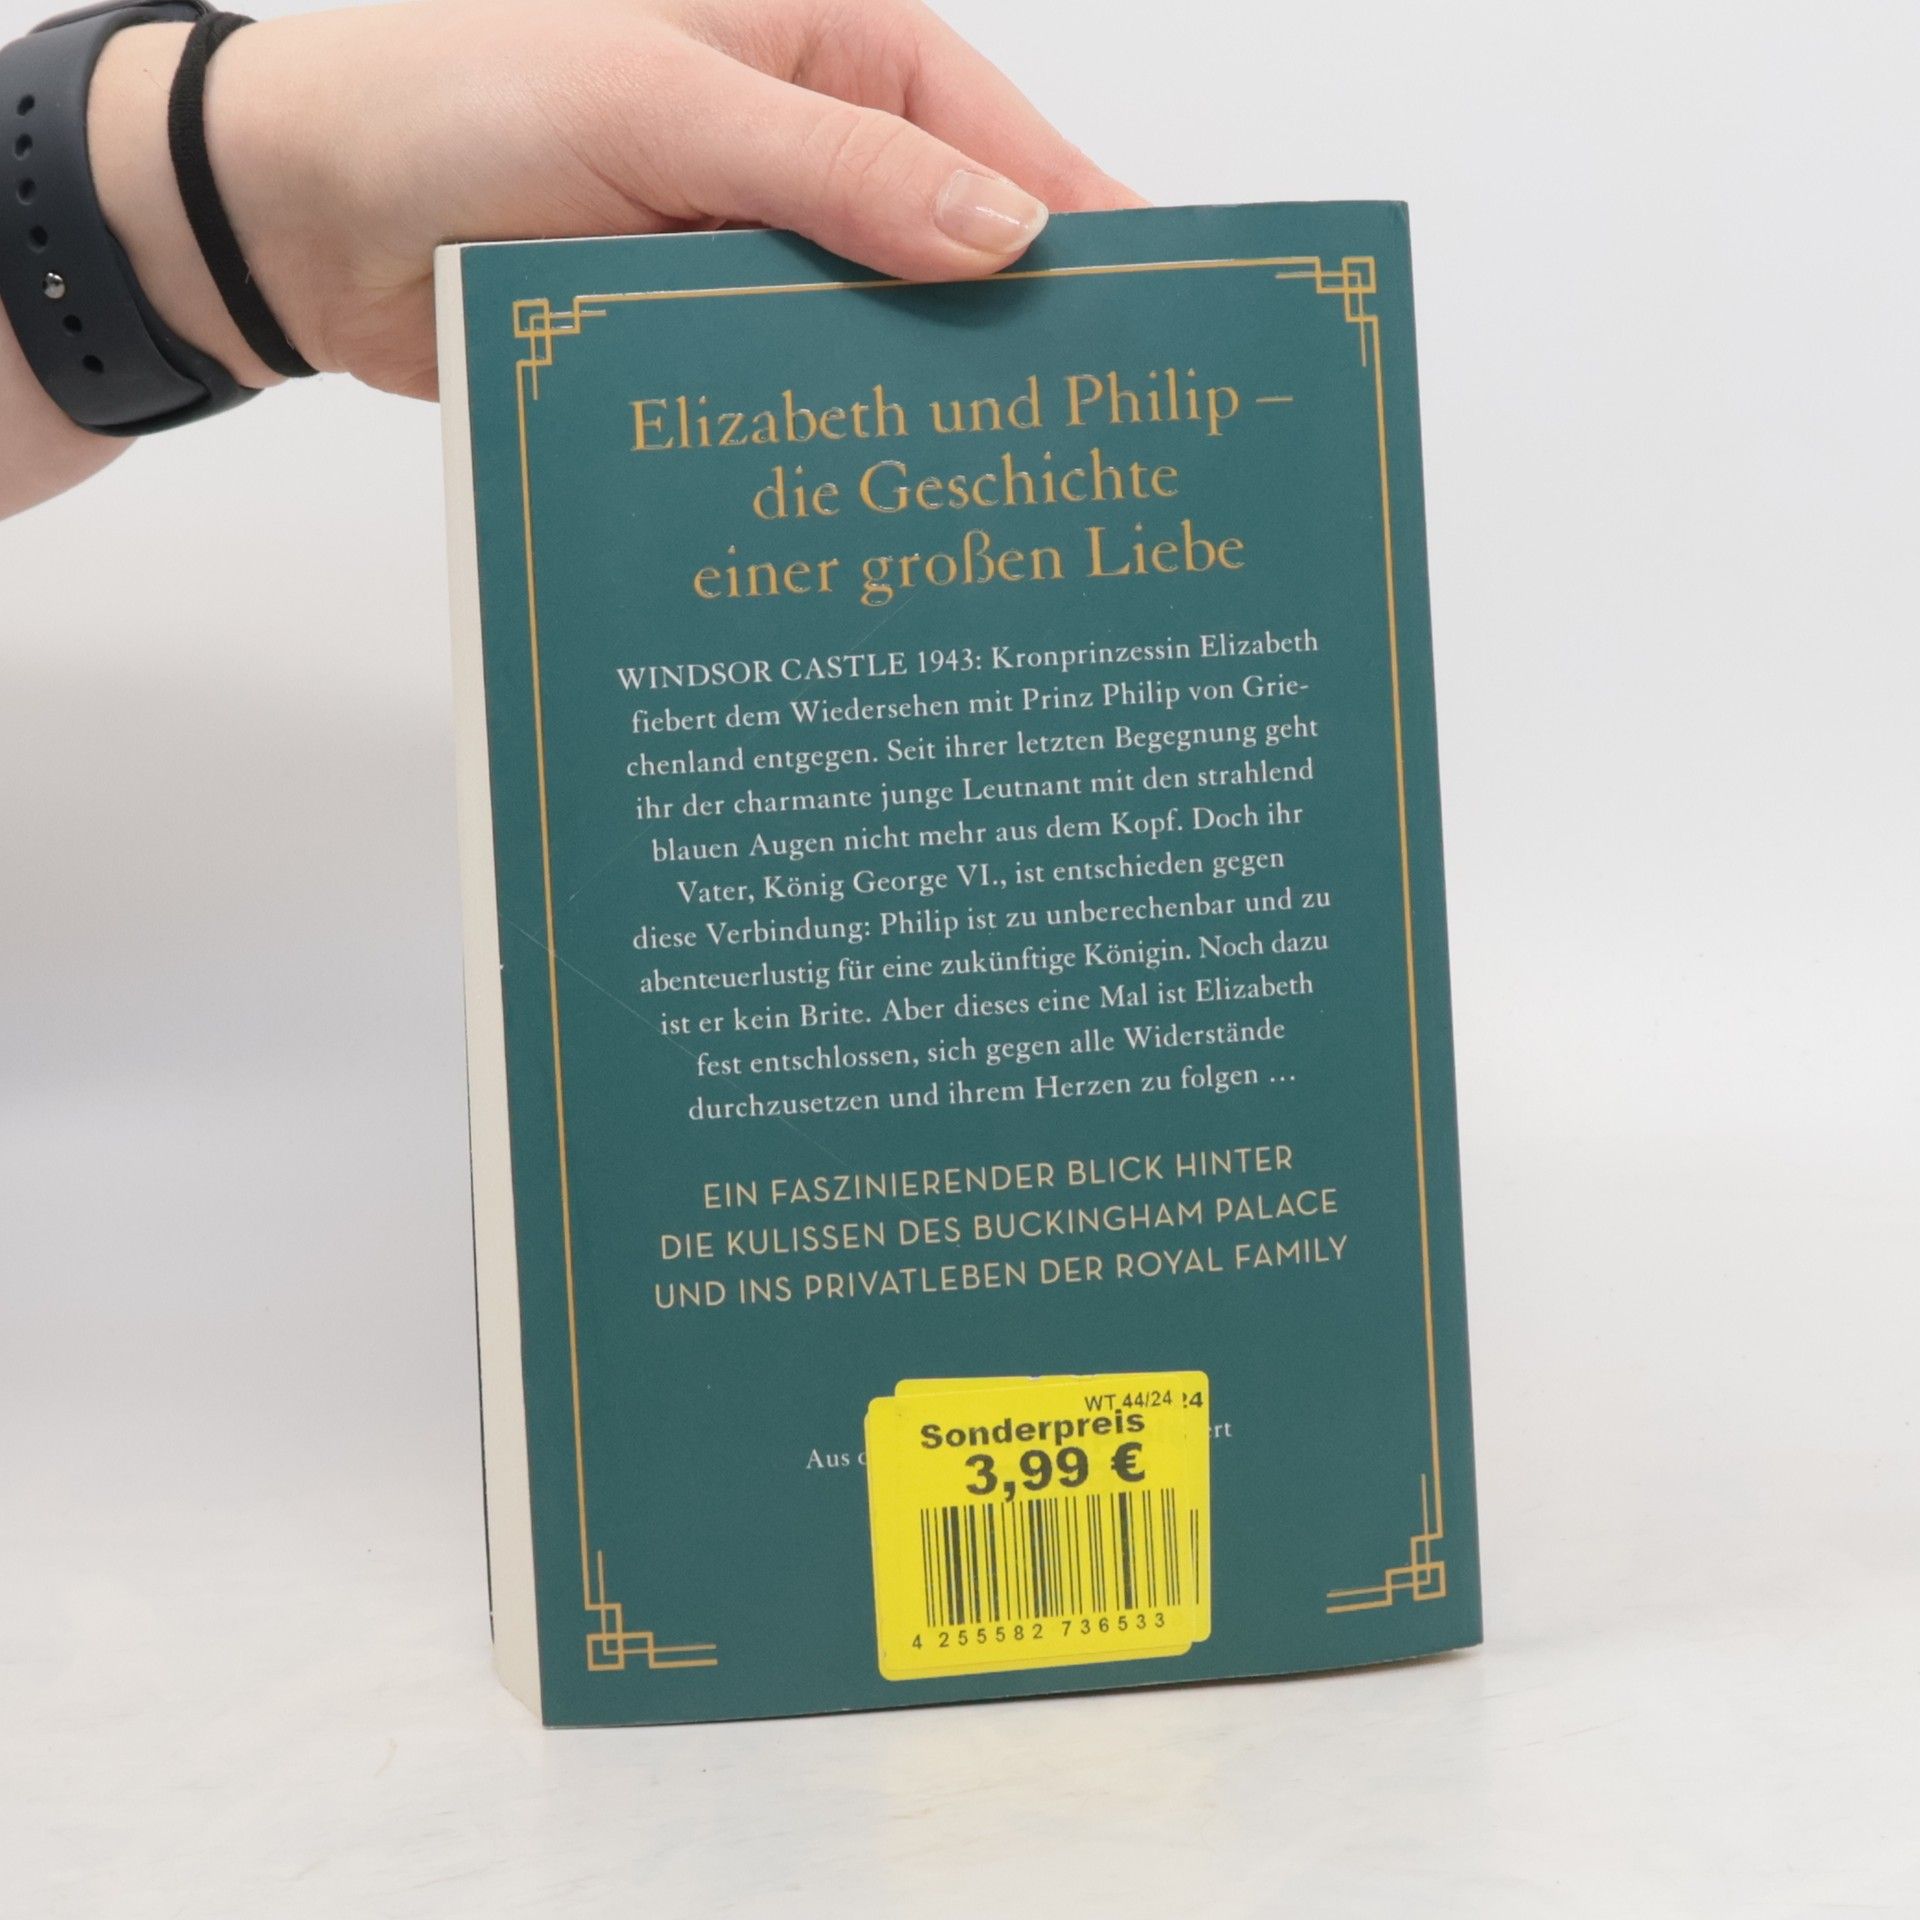 Elizabeth und Philip –
die Geschichte
einer großen Liebe
WINDSOR CASTLE 1943: Kronprinzessin Elizabeth
fiebert dem Wiedersehen mit Prinz Philip von Grie-
chenland entgegen. Seit ihrer letzten Begegnung geht
ihr der charmante junge Leutnant mit den strahlend
blauen Augen nicht mehr aus dem Kopf. Doch ihr
Vater, König George VI., ist entschieden gegen
diese Verbindung: Philip ist zu unberechenbar und zu
abenteuerlustig für eine zukünftige Königin. Noch dazu
ist er kein Brite. Aber dieses eine Mal ist Elizabeth
fest entschlossen, sich gegen alle Widerstände
durchzusetzen und ihrem Herzen zu folgen ...
EIN FASZINIERENDER BLICK HINTER
DIE KULISSEN DES BUCKINGHAM PALACE
UND INS PRIVATLEBEN DER ROYAL FAMILY
Aus
WT 44/24
Sonderpreis
3,99 €
4 255582 736533